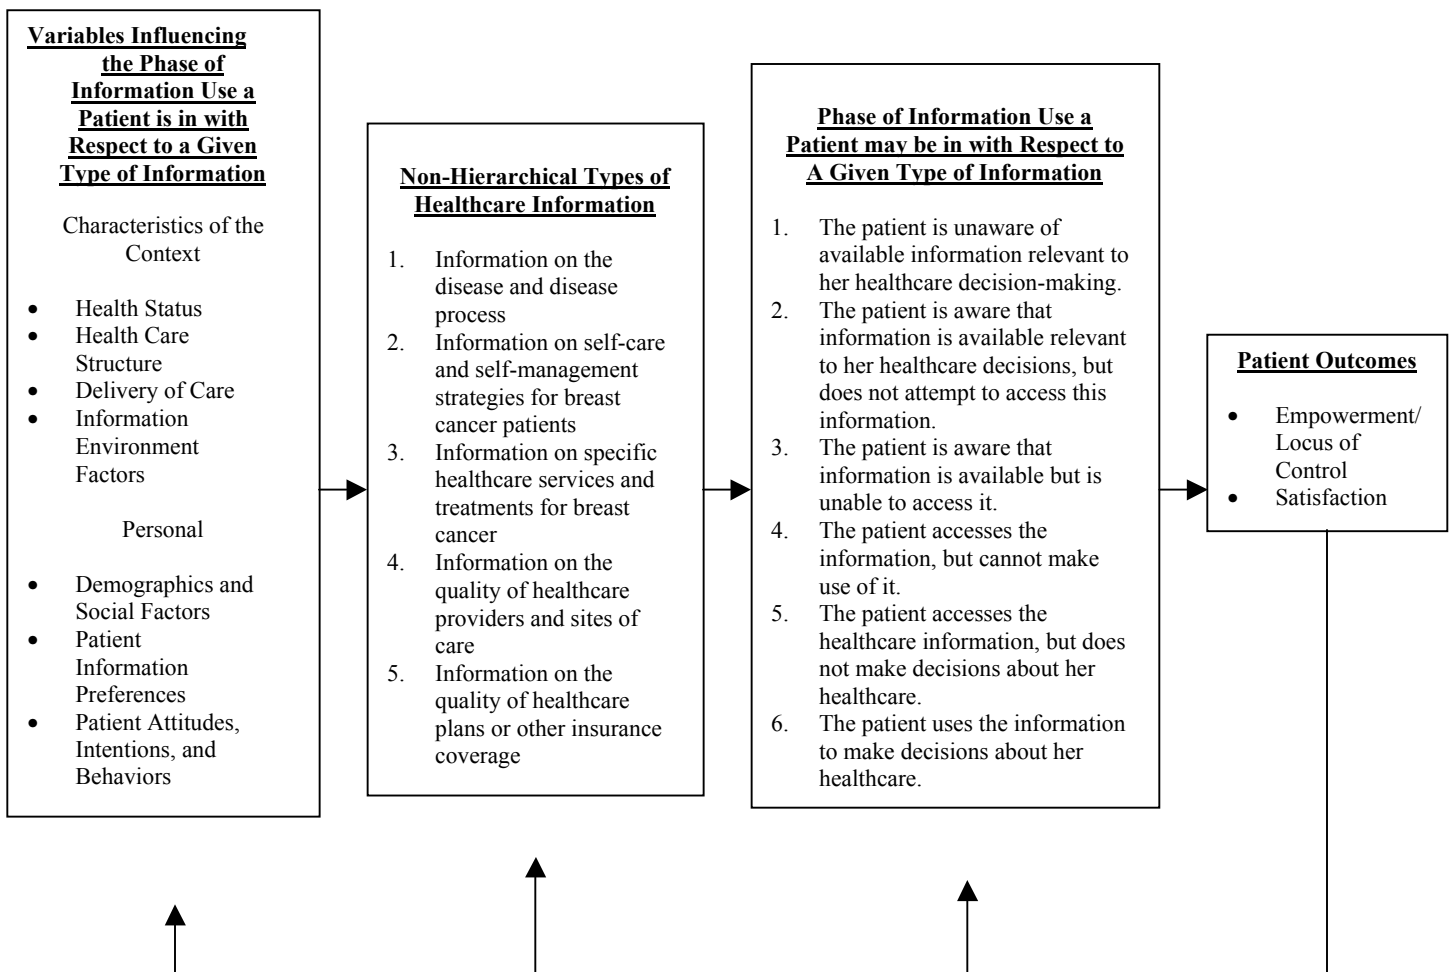 Variables Influencing
the Phase of
Information Use a
Patient is in with
Respect to a Given
Type of Information
Characteristics of the
Context
• Health Status
• Health Care
Structure
• Delivery of Care
• Information
Environment
Factors
Personal
• Demographics and
Social Factors
• Patient
Information
Preferences
• Patient Attitudes,
Intentions, and
Behaviors
Non-Hierarchical Types of
Healthcare Information
1. Information on the
disease and disease
process
2. Information on self-care
and self-management
strategies for breast
cancer patients
3. Information on specific
healthcare services and
treatments for breast
cancer
4. Information on the
quality of healthcare
providers and sites of
care
5. Information on the
quality of healthcare
plans or other insurance
coverage
Phase of Information Use a
Patient may be in with Respect to
A Given Type of Information
1. The patient is unaware of
available information relevant to
her healthcare decision-making.
2. The patient is aware that
information is available relevant
to her healthcare decisions, but
does not attempt to access this
information.
3. The patient is aware that
information is available but is
unable to access it.
4. The patient accesses the
information, but cannot make
use of it.
5. The patient accesses the
healthcare information, but does
not make decisions about her
healthcare.
6. The patient uses the information
to make decisions about her
healthcare.
Patient Outcomes
• Empowerment/
Locus of
Control
• Satisfaction